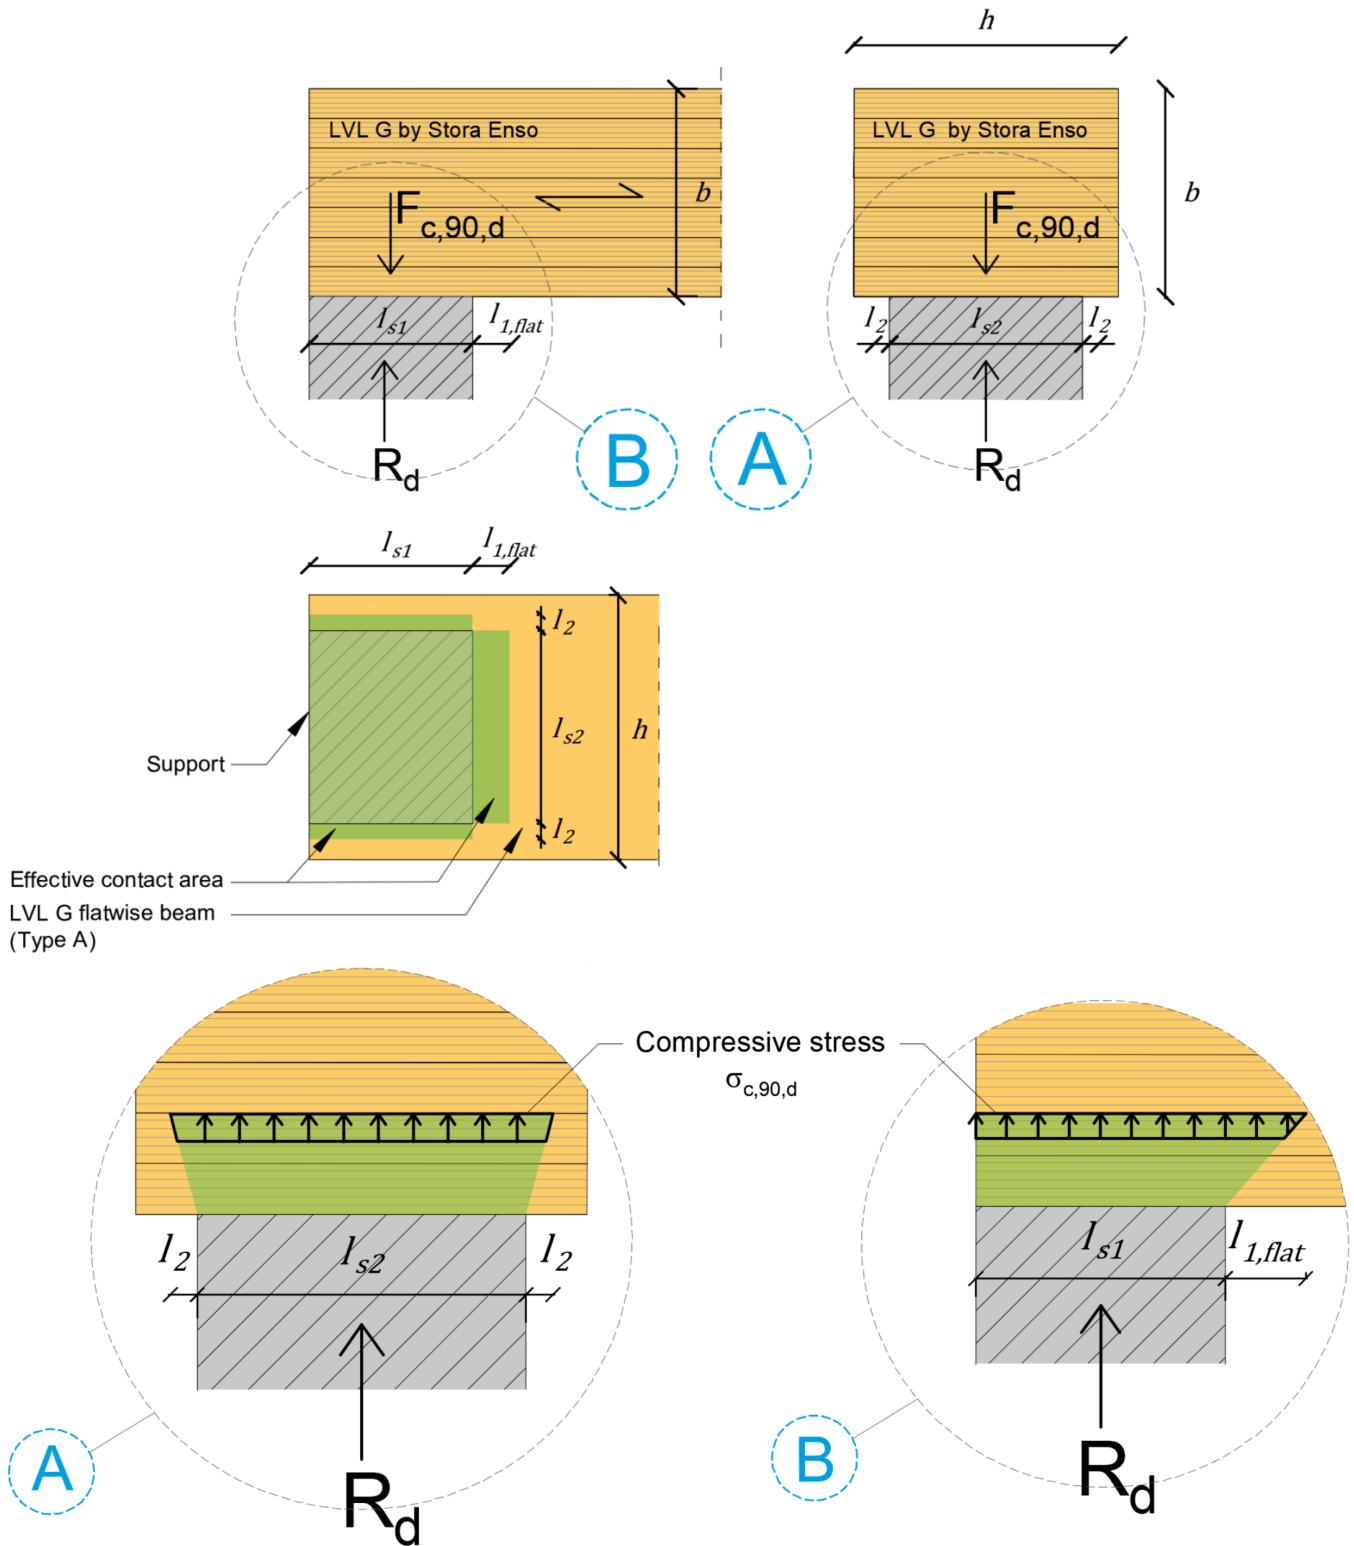 h
LVL G by Stora Enso
LVL G by Stora Enso
b
b
F c,90,d
F c,90,d
l s1
l 1,flat
l 2
l s2
l 2
B
A
R d
R d
l s1
l 1,flat
l 2
l s2
h
Support
l 2
Effective contact area
LVL G flatwise beam
(Type A)
Compressive stress
σ c,90,d
l 2
l s2
l 2
l s1
l 1,flat
A
B
R d
R d